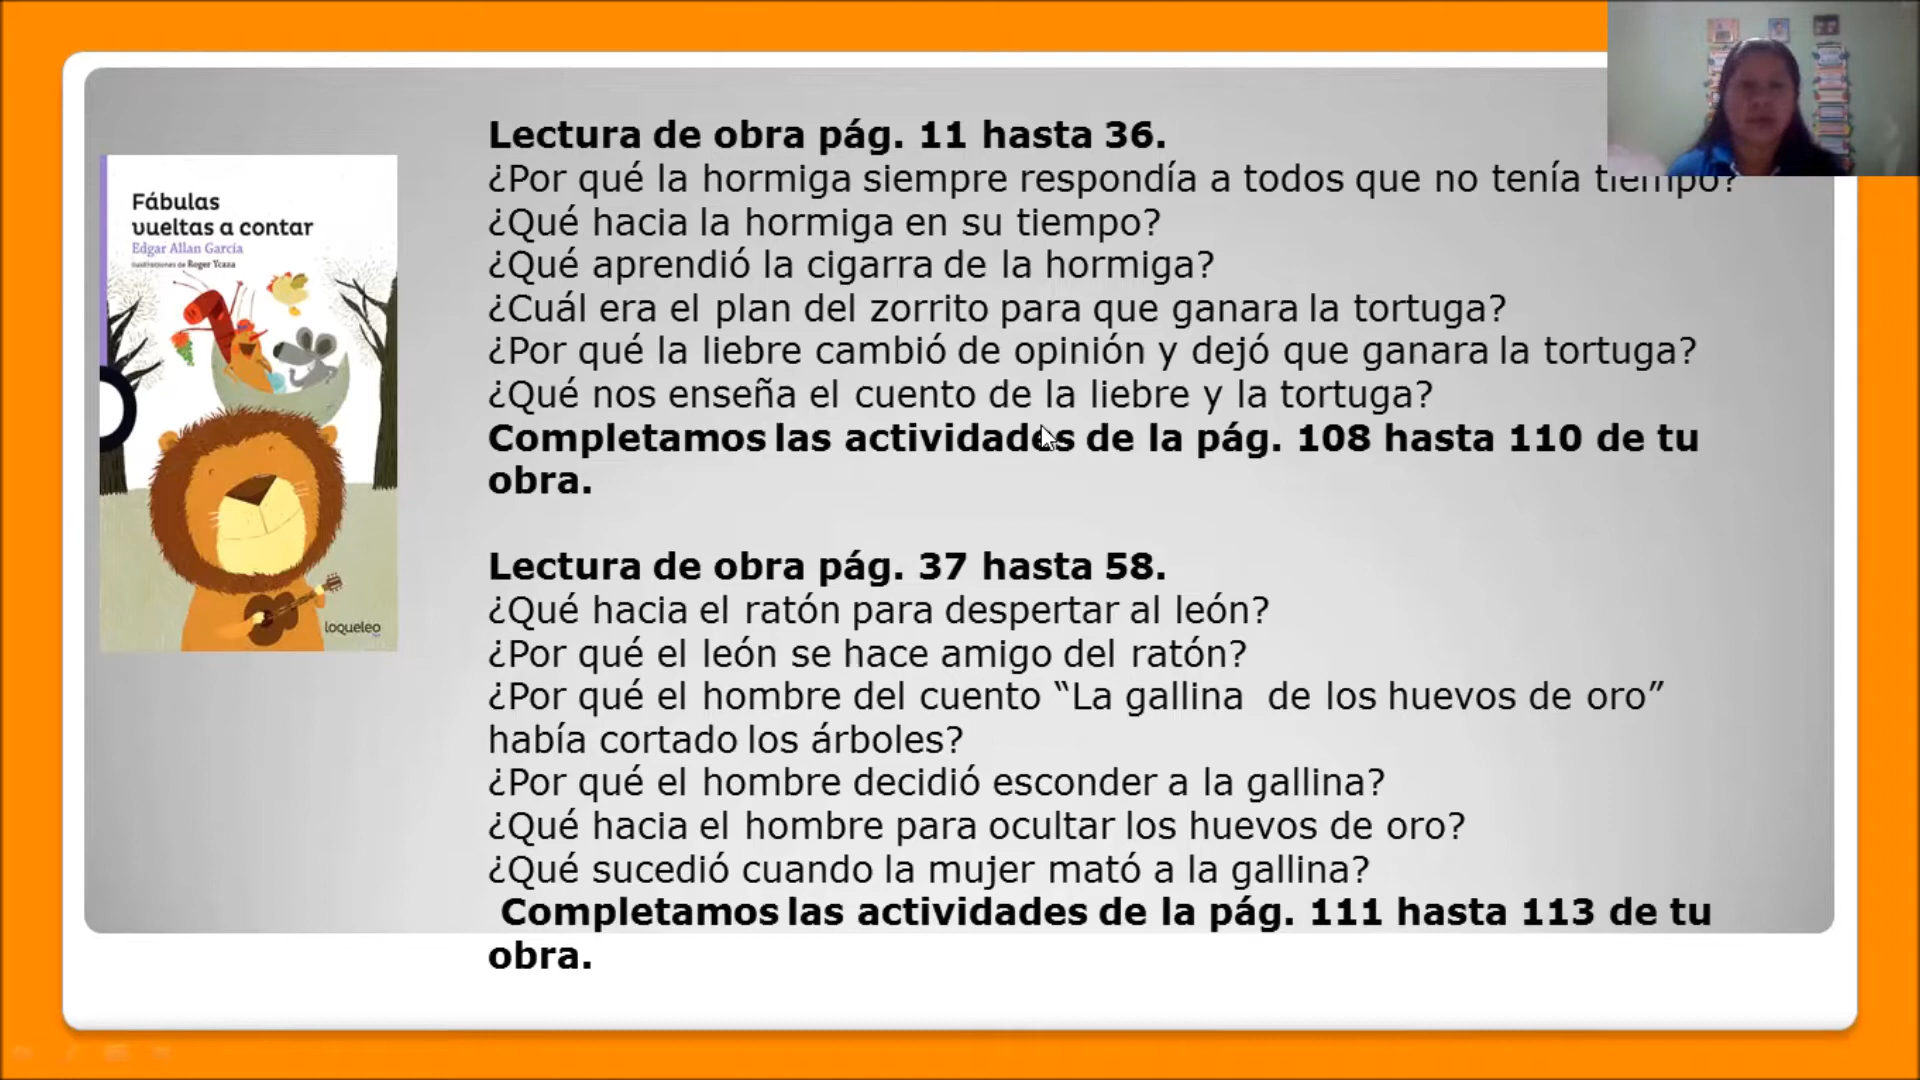 Fábulas
vueltas a contar
Edgar Allan García
Ilustraciones de Roger Ycaza
loqueleo
Lectura de obra pág. 11 hasta 36.
¿Por qué la hormiga siempre respondía a todos que no tenía tiempo?
¿Qué hacia la hormiga en su tiempo?
¿Qué aprendió la cigarra de la hormiga?
¿Cuál era el plan del zorrito para que ganara la tortuga?
¿Por qué la liebre cambió de opinión y dejó que ganara la tortuga?
¿Qué nos enseña el cuento de la liebre y la tortuga?
Completamos las actividades de la pág. 108 hasta 110 de tu
obra.
Lectura de obra pág. 37 hasta 58.
¿Qué hacia el ratón para despertar al león?
¿Por qué el león se hace amigo del ratón?
¿Por qué el hombre del cuento “La gallina  de los huevos de oro”
había cortado los árboles?
¿Por qué el hombre decidió esconder a la gallina?
¿Qué hacia el hombre para ocultar los huevos de oro?
¿Qué sucedió cuando la mujer mató a la gallina?
Completamos las actividades de la pág. 111 hasta 113 de tu
obra.